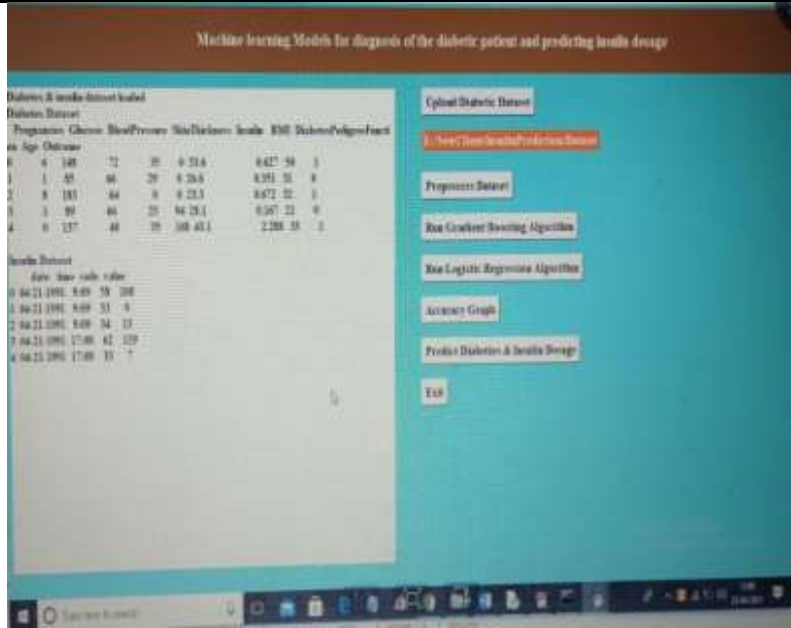 Machine learning Models for diagnosis of the diabetic patient and predicting insulin dosage
Diabetes & insulin dataset loaded
Diabetes Dataset
Pregnancies Glucose BloodPressure SkinThickness Insulin BMI DiabetesPedigreeFuncti
on Age Outcome
0 6 148 72 35 0 33.6 0.627 50 1
1 1 85 66 29 0 26.6 0.351 31 0
2 8 183 64 0 0 23.3 0.672 32 1
3 1 89 66 23 94 28.1 0.167 21 0
4 0 137 40 35 168 43.1 2.288 33 1
Insulin Dataset
date time code value
0 04-21-1991 9:09 58 100
1 04-21-1991 9:09 33 9
2 04-21-1991 9:09 34 13
3 04-21-1991 17:08 62 119
4 04-21-1991 17:08 33 7
Upload Diabetic Dataset
Preprocess Dataset
Run Gradient Boosting Algorithm
Run Logistic Regression Algorithm
Accuracy Graph
Predict Diabetes & Insulin Dosage
Exit
Type here to search